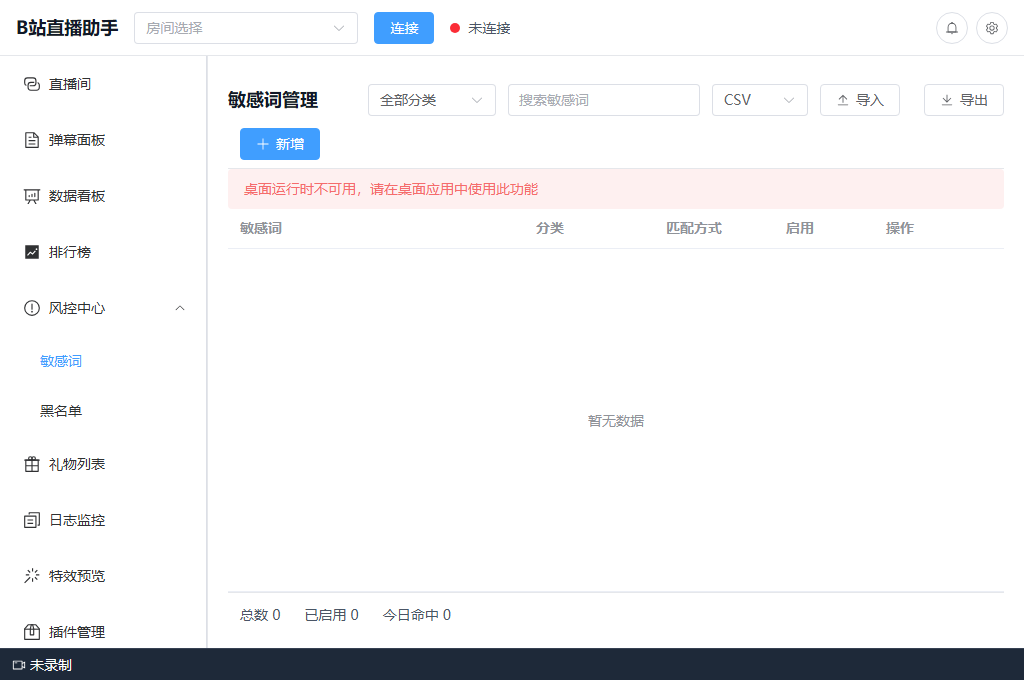 B站直播助手 房间选择 连接 未连接
直播间
弹幕面板
数据看板
排行榜
风控中心
敏感词
黑名单
礼物列表
日志监控
特效预览
插件管理
敏感词管理 全部分类 搜索敏感词 CSV 导入 导出
新增
桌面运行时不可用，请在桌面应用中使用此功能
敏感词 分类 匹配方式 启用 操作
暂无数据
总数 0 已启用 0 今日命中 0
未录制